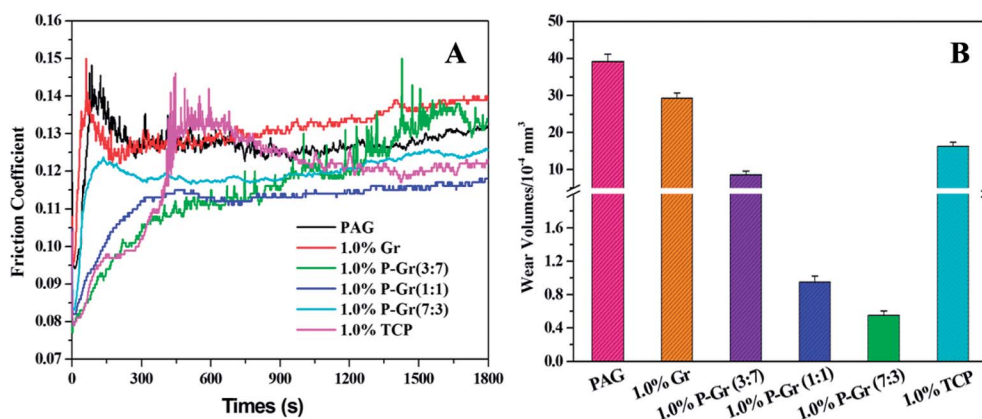 A
Friction Coefficient
0.16
0.15
0.14
0.13
0.12
0.11
0.10
0.09
0.08
0.07
PAG
1.0% Gr
1.0% P-Gr(3:7)
1.0% P-Gr(1:1)
1.0% P-Gr(7:3)
1.0% TCP
0 300 600 900 1200 1500 1800
Times (s)
B
Wear Volumes/10⁻⁴ mm³
50
40
30
20
10
2.0
1.6
1.2
0.8
0.4
0.0
PAG
1.0% Gr
1.0% P-Gr (3:7)
1.0% P-Gr (1:1)
1.0% P-Gr (7:3)
1.0% TCP